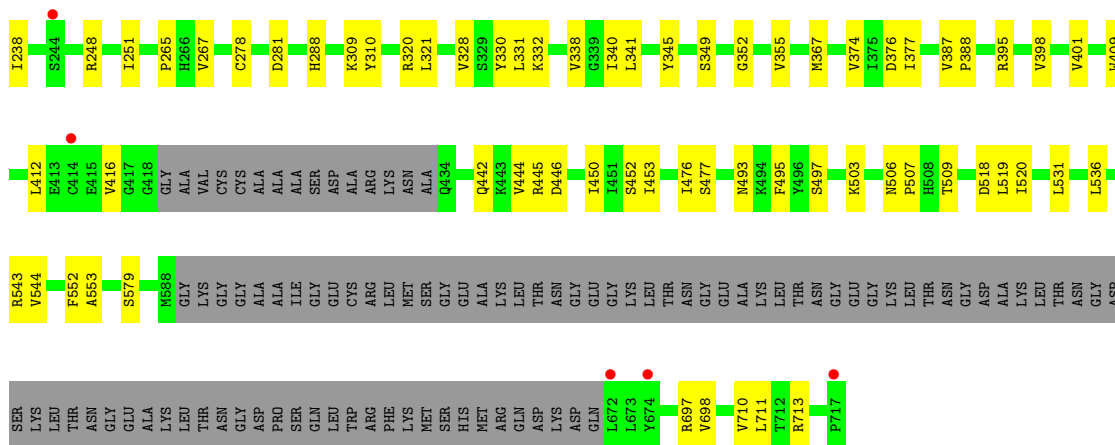 I238 S244 R248 I251 P265 H266 V267 C278 D281 H288 K309 Y310 R320 L321 V328 S329 Y330 L331 K332 V338 G339 I340 L341 Y345 S349 G352 V355 M367 V374 I375 D376 I377 V387 P388 R395 V398 V401 W409
L412 E413 C414 E415 V416 G417 G418 GLY ALA VAL CYS CYS ALA ALA ALA SER ASP ALA ARG LYS ASN ALA Q434 Q442 K443 V444 R445 D446 I450 I451 S452 I453 I476 S477 N493 K494 F495 Y496 S497 K503 N506 P507 H508 T509 D518 L519 I520 L531 L536
R543 V544 F552 A553 S579 M588 GLY LYS GLY GLY ALA ALA ILE GLY GLU CYS ARG LEU MET SER GLY GLU ALA LYS LEU THR ASN GLY GLU GLY LYS LEU THR ASN GLY GLU ALA LYS LEU THR ASN GLY GLU GLY LYS LEU THR ASN GLY ASP ALA LYS LEU THR ASN GLY ASP
SER LYS LEU THR ASN GLY GLU ALA LYS LEU THR ASN GLY ASP PRO SER GLN LEU TRP ARG PHE LYS MET SER HIS MET ARG GLN ASP LYS ASP GLN L672 L673 Y674 R697 V698 V710 L711 T712 R713 P717